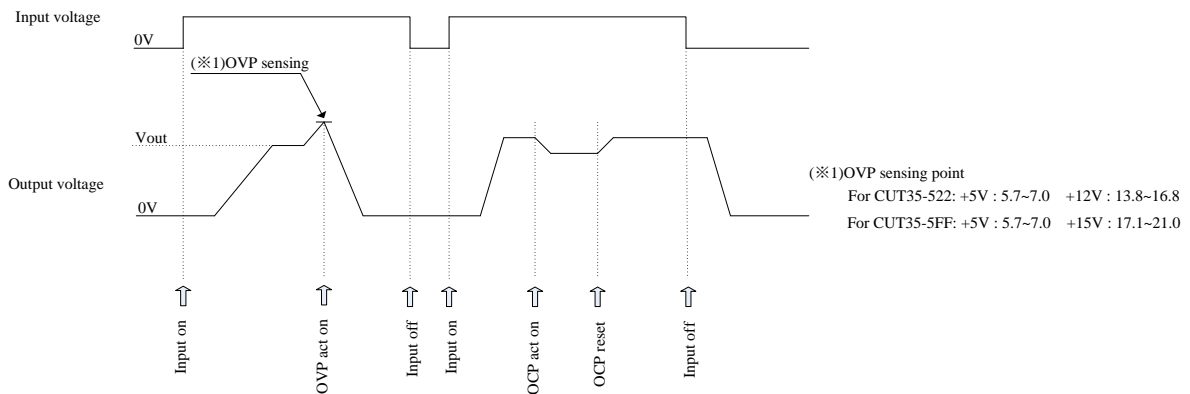 Input voltage
0V
(※1)OVP sensing
Vout
Output voltage
0V
(※1)OVP sensing point
For CUT35-522: +5V : 5.7~7.0 +12V : 13.8~16.8
For CUT35-5FF: +5V : 5.7~7.0 +15V : 17.1~21.0
Input on
OVP act on
Input off
Input on
OCP act on
OCP reset
Input off